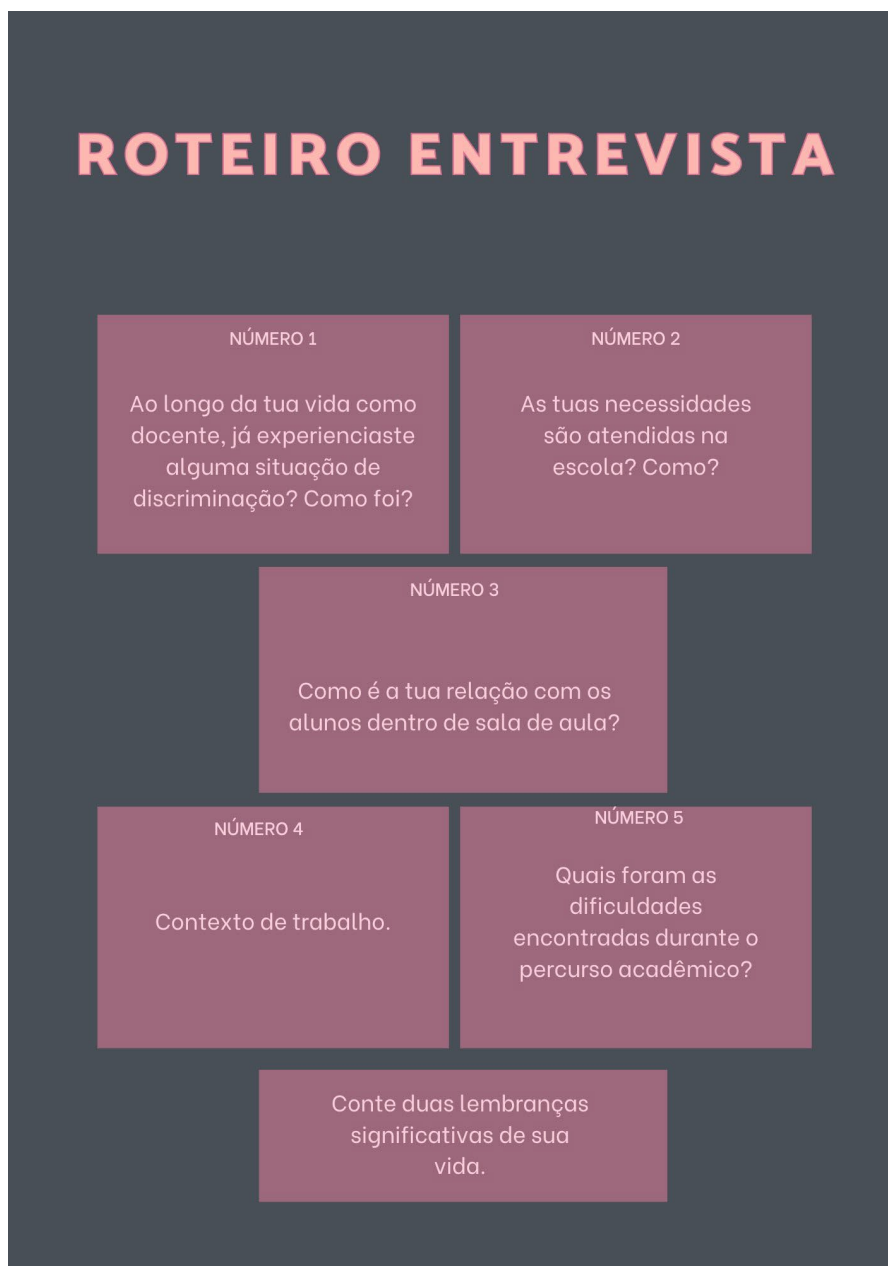 ROTEIRO ENTREVISTA
NÚMERO 1
Ao longo da tua vida como
docente, já experienciaste
alguma situação de
discriminação? Como foi?
NÚMERO 2
As tuas necessidades
são atendidas na
escola? Como?
NÚMERO 3
Como é a tua relação com os
alunos dentro de sala de aula?
NÚMERO 4
Contexto de trabalho.
NÚMERO 5
Quais foram as
dificuldades
encontradas durante o
percurso acadêmico?
Conte duas lembranças
significativas de sua
vida.